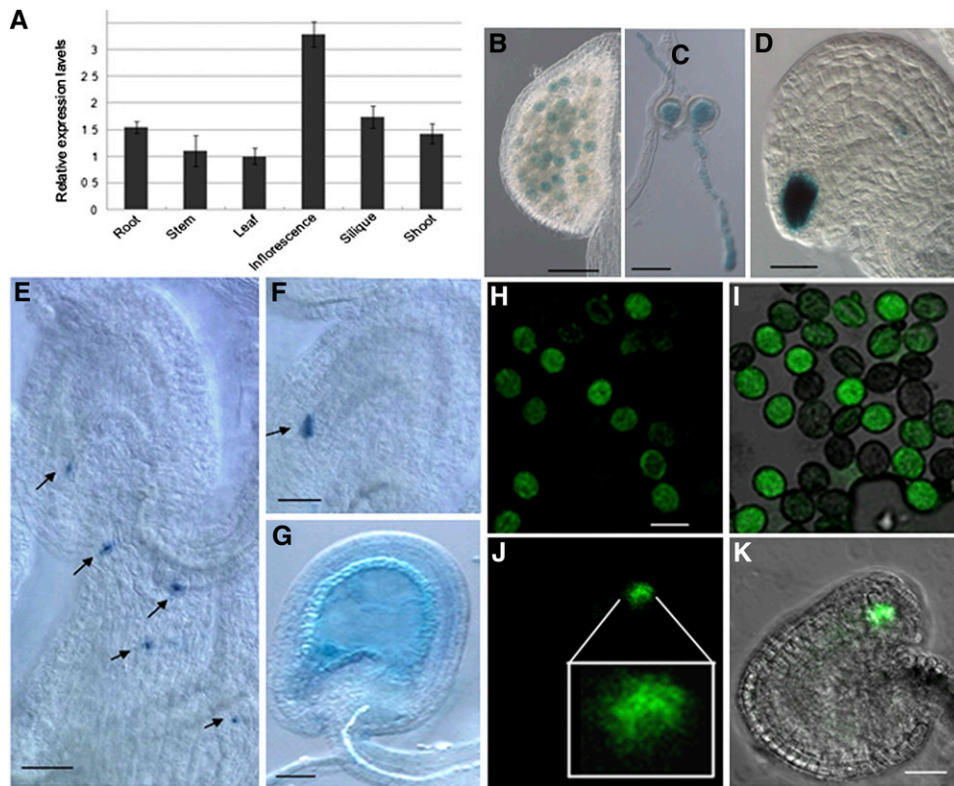 A
Relative expression levels
3
2 5
2
1.5
1
0 5
0
Root
Stem
Leaf
Inflorescence
Silique
Shoot
B
C
D
E
F
G
H
I
J
K